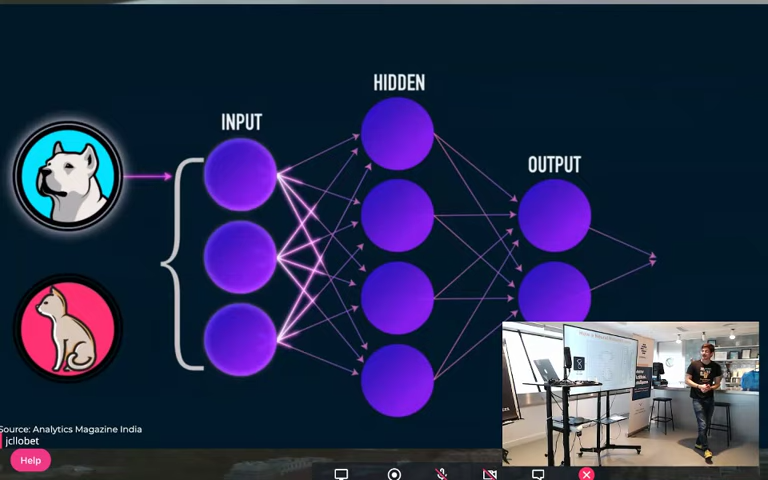 HIDDEN
INPUT
OUTPUT
Source: Analytics Magazine India
jcllobet
Help